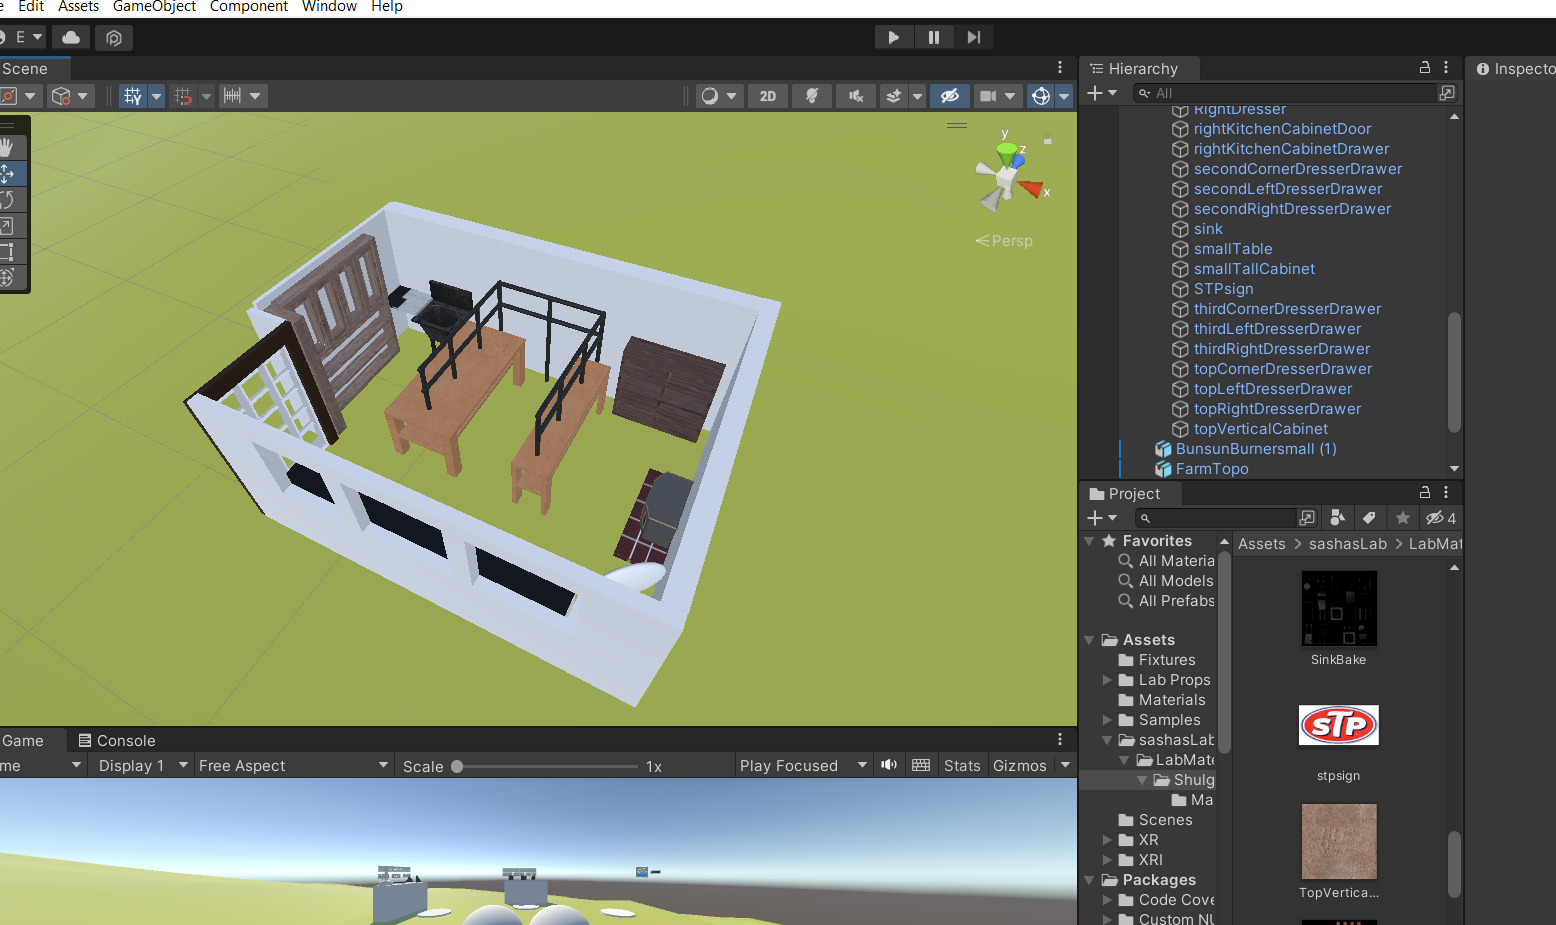 e Edit Assets GameObject Component Window Help
E
Scene
2D
y
z
x
Persp
Hierarchy
All
RightDresser
rightKitchenCabinetDoor
rightKitchenCabinetDrawer
secondCornerDresserDrawer
secondLeftDresserDrawer
secondRightDresserDrawer
sink
smallTable
smallTallCabinet
STPsign
thirdCornerDresserDrawer
thirdLeftDresserDrawer
thirdRightDresserDrawer
topCornerDresserDrawer
topLeftDresserDrawer
topRightDresserDrawer
topVerticalCabinet
BunsunBurnersmall (1)
FarmTopo
Inspecto
Project
4
Favorites
All Materia
All Models
All Prefabs
Assets
Fixtures
Lab Props
Materials
Samples
sashasLab
LabMate
Shulg
Ma
Scenes
XR
XRI
Packages
Code Cove
Custom NU
Assets > sashasLab > LabMat
SinkBake
STP
stpsign
TopVertica...
Game Console
me Display 1 Free Aspect Scale 1x Play Focused Stats Gizmos